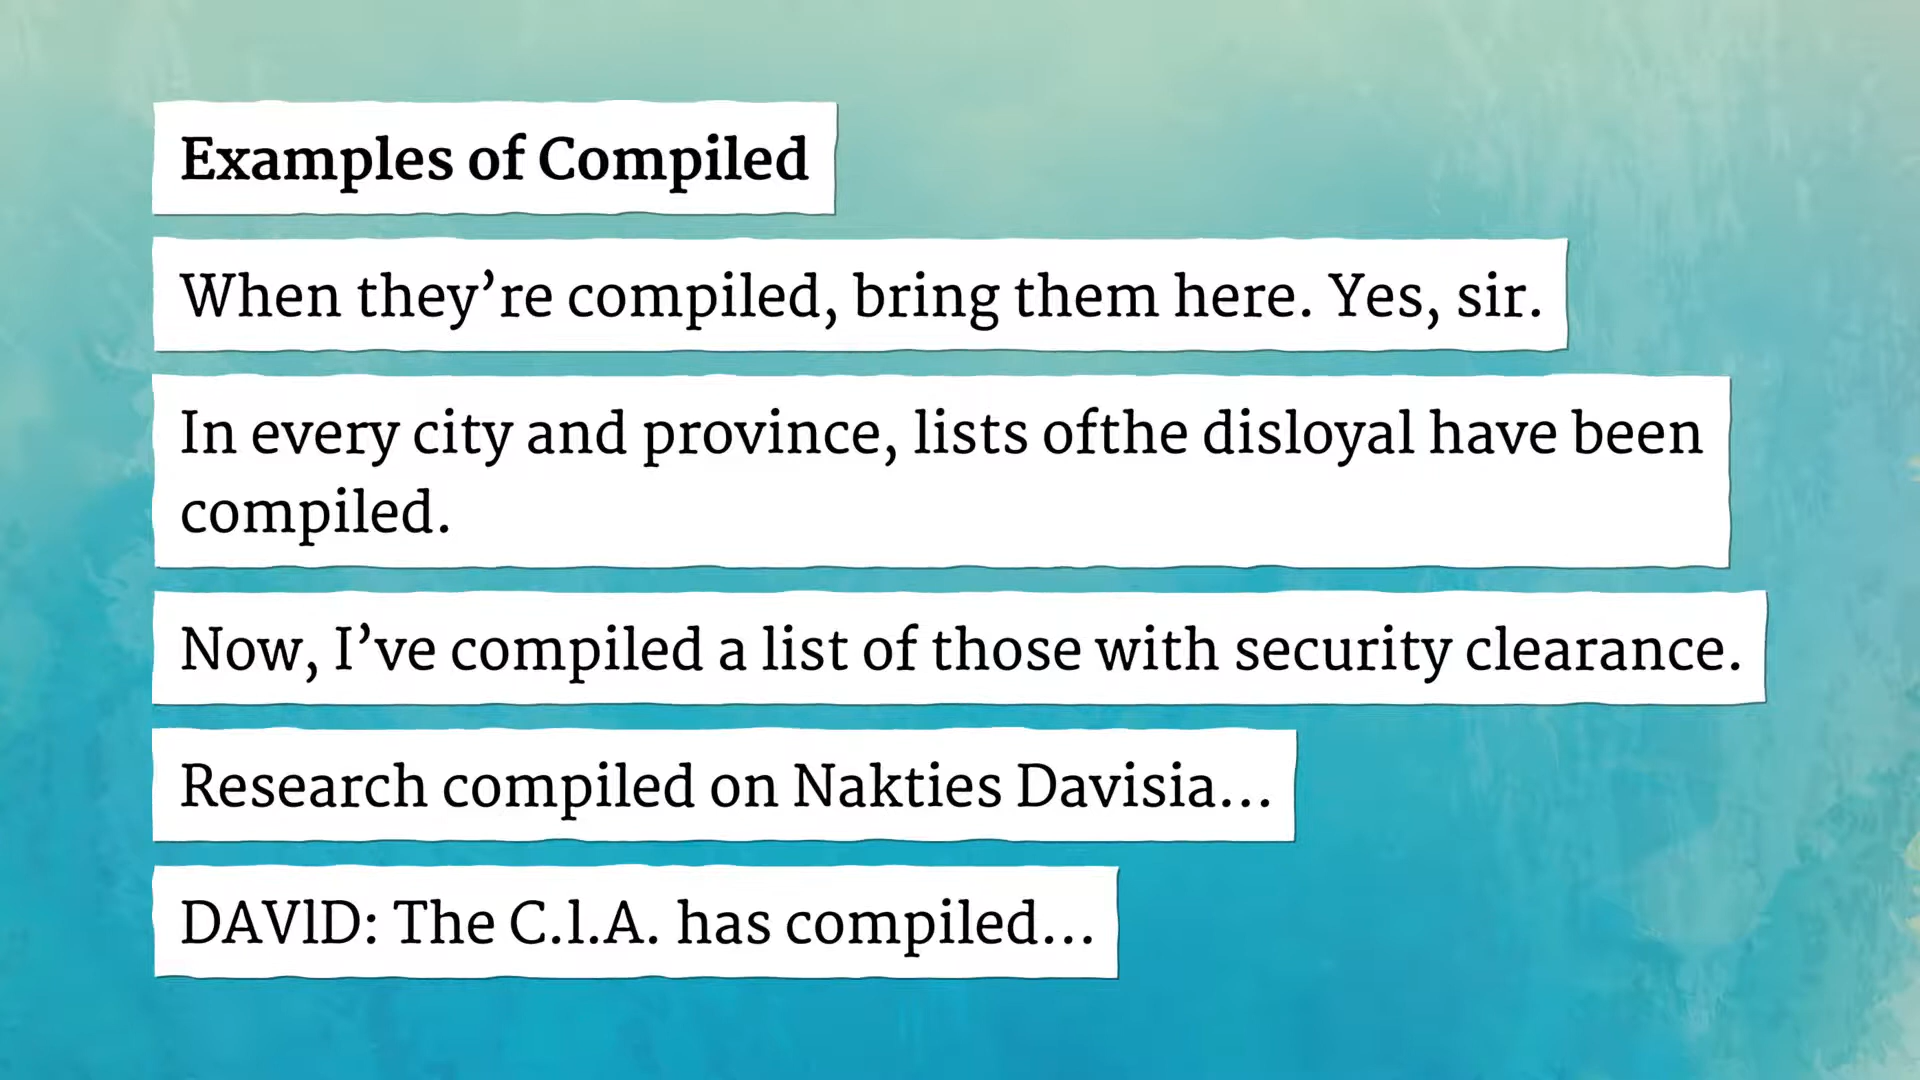 Examples of Compiled
When they’re compiled, bring them here. Yes, sir.
In every city and province, lists ofthe disloyal have been
compiled.
Now, I’ve compiled a list of those with security clearance.
Research compiled on Nakties Davisia...
DAVlD: The C.l.A. has compiled...